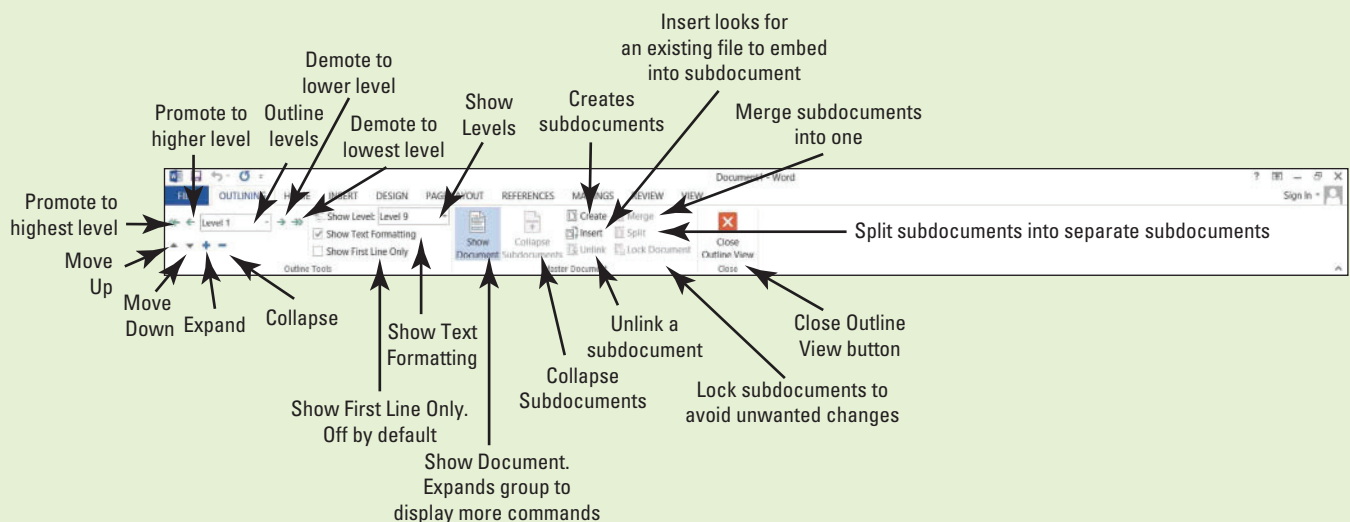 Insert looks for
an existing file to embed
into subdocument
Demote to
lower level
Promote to
higher level
Outline
levels
Demote to
lowest level
Show
Levels
Creates
subdocuments
Merge subdocuments
into one
Document1 - Word
OUTLINING
INSERT
DESIGN
REFERENCES
REVIEW
VIEW
Sign in
Promote to
highest level
Level 1
Show Level: Level 9
Show Text Formatting
Show First Line Only
Outline Tools
Show
Document
Collapse
Subdocuments
Create
Insert
Unlink
Merge
Split
Lock Document
Master Document
Close
Outline View
Close
Split subdocuments into separate subdocuments
Move
Up
Move
Down
Expand
Collapse
Show Text
Formatting
Show First Line Only.
Off by default
Show Document.
Expands group to
display more commands
Collapse
Subdocuments
Unlink a
subdocument
Lock subdocuments to
avoid unwanted changes
Close Outline
View button